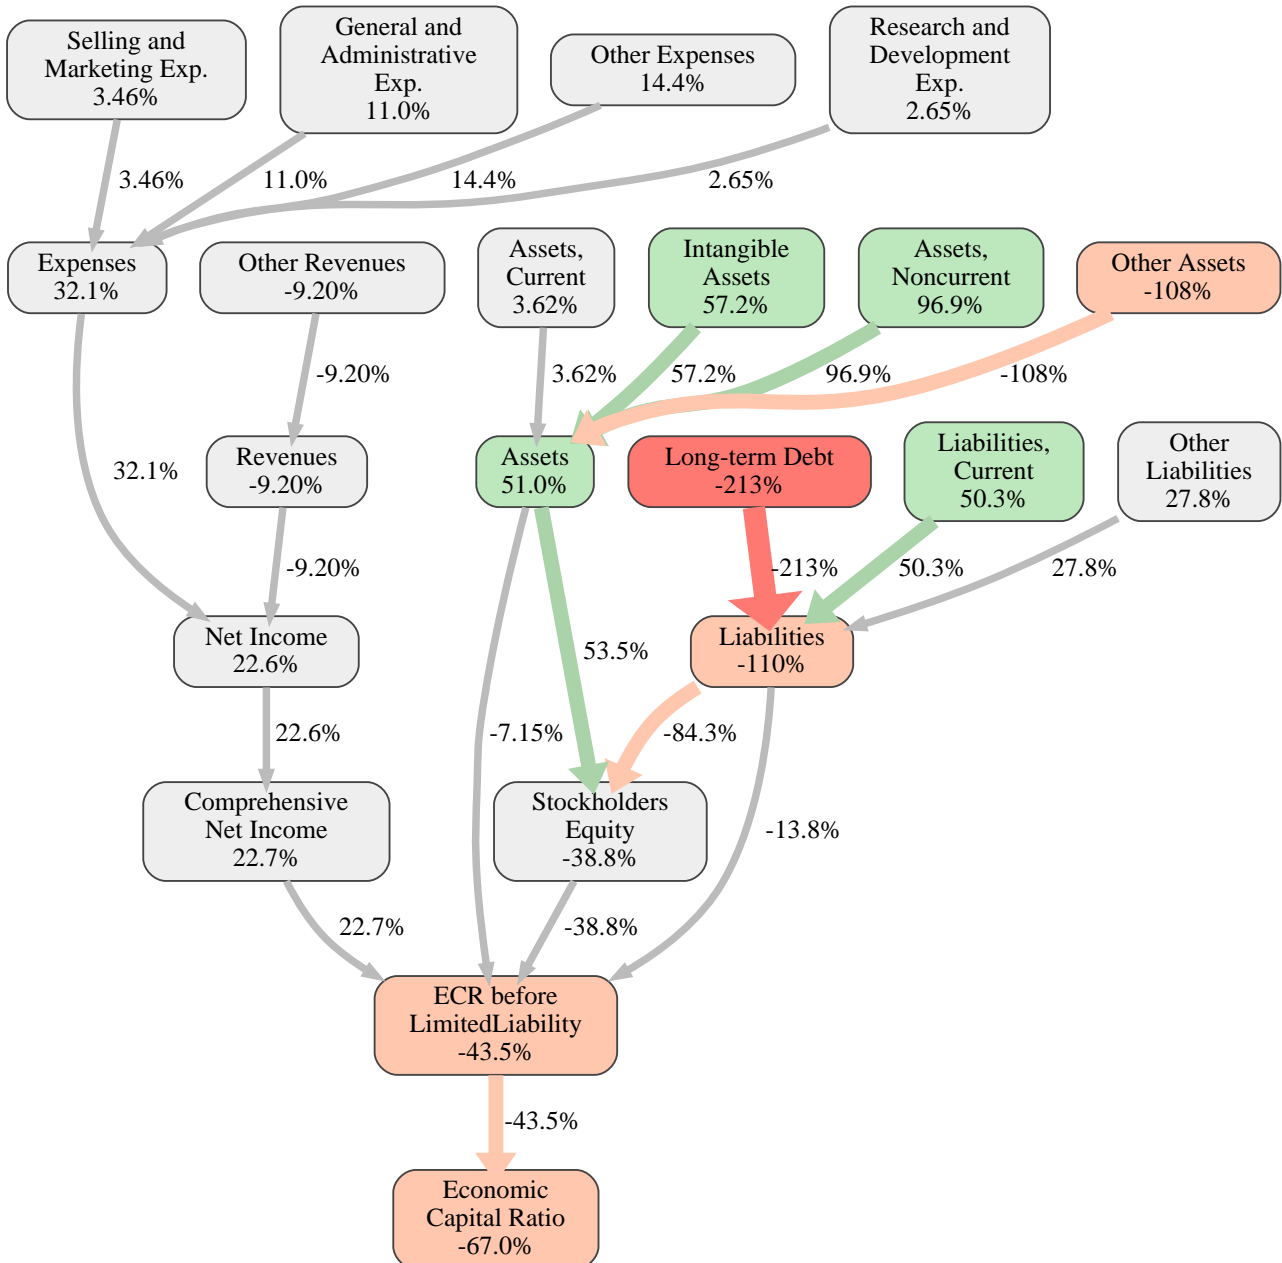 Selling and
Marketing Exp.
3.46%
General and
Administrative
Exp.
11.0%
Other Expenses
14.4%
Research and
Development
Exp.
2.65%
3.46%
11.0%
14.4%
2.65%
Expenses
32.1%
Other Revenues
-9.20%
Assets,
Current
3.62%
Intangible
Assets
57.2%
Assets,
Noncurrent
96.9%
Other Assets
-108%
-9.20%
3.62%
57.2%
96.9%
-108%
32.1%
Revenues
-9.20%
Assets
51.0%
Long-term Debt
-213%
Liabilities,
Current
50.3%
Other
Liabilities
27.8%
-9.20%
-213%
50.3%
27.8%
Net Income
22.6%
53.5%
Liabilities
-110%
22.6%
-7.15%
-84.3%
Comprehensive
Net Income
22.7%
Stockholders
Equity
-38.8%
-13.8%
22.7%
-38.8%
ECR before
LimitedLiability
-43.5%
-43.5%
Economic
Capital Ratio
-67.0%